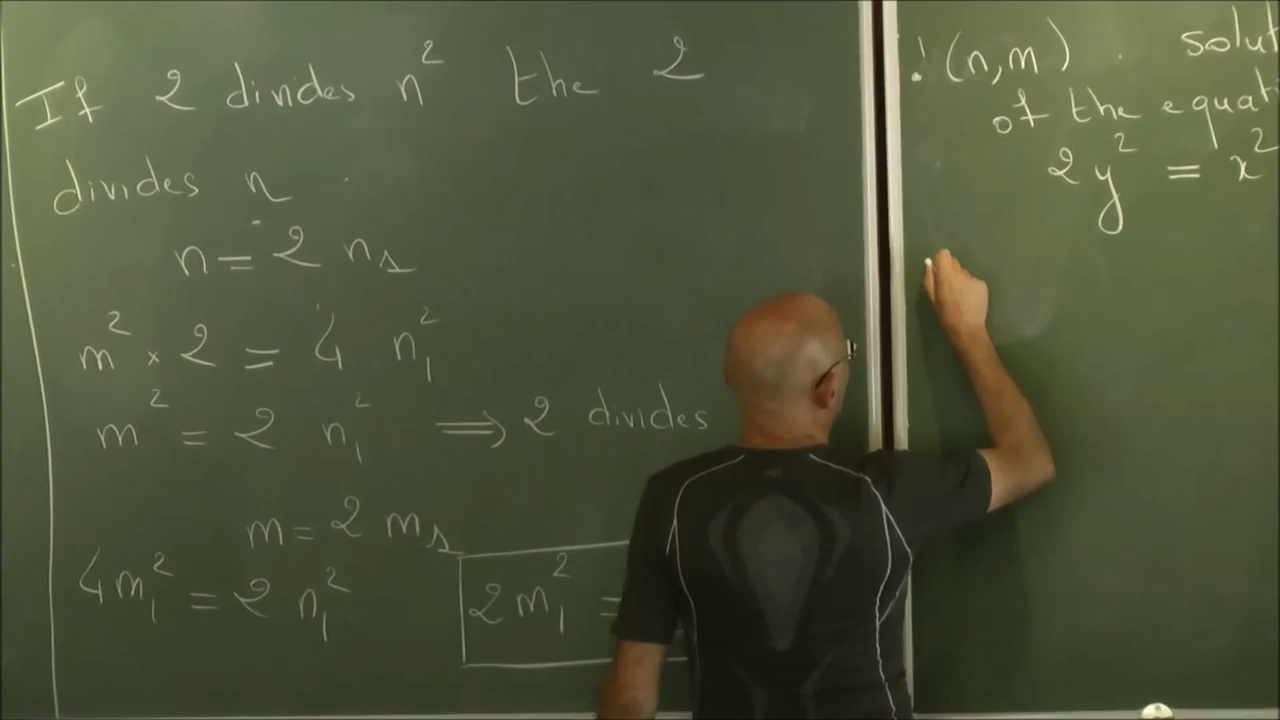 If 2 divides n² the 2
divides n
n = 2 n₁
m² × 2 = 4 n₁²
m² = 2 n₁² ⟹ 2 divides
m = 2 m₁
4m₁² = 2 n₁²
2m₁² =
! (n,m) . solut
of the equati
2y² = x²